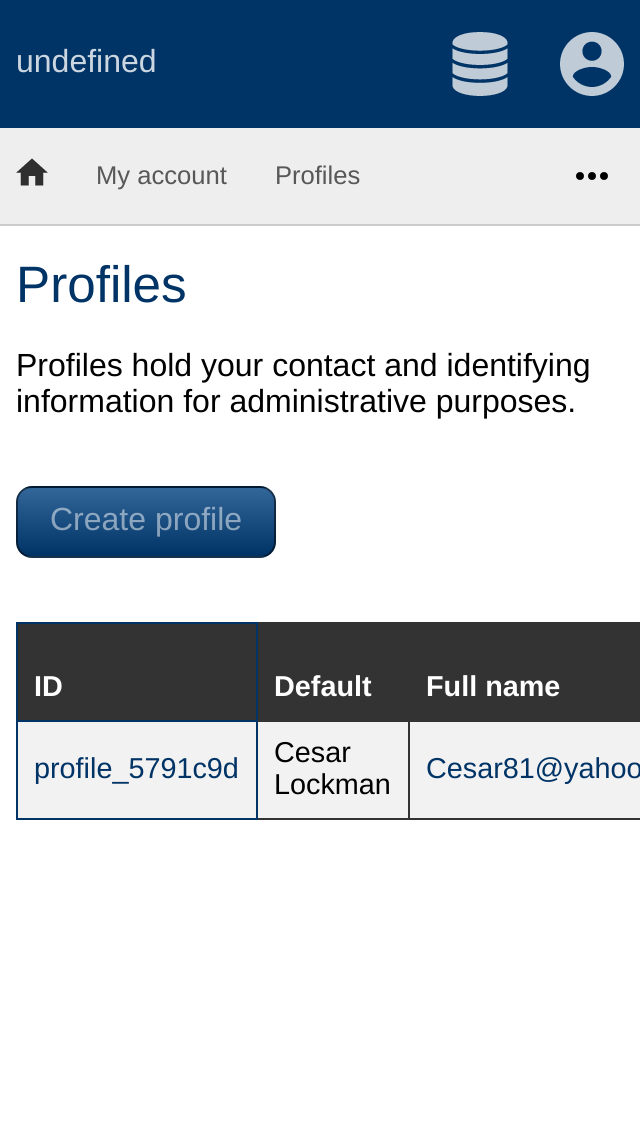 undefined
My account Profiles
Profiles
Profiles hold your contact and identifying
information for administrative purposes.
Create profile
ID Default Full name
profile_5791c9d Cesar Lockman Cesar81@yahoo